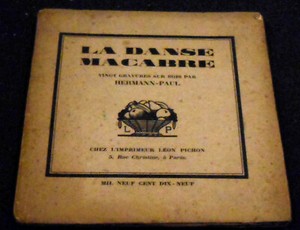 LA DANSE
MACABRE
VINGT GRAVURES SUR BOIS PAR
HERMANN-PAUL
L P
CHEZ L'IMPRIMEUR LÉON PICHON
5, Rue Christine, à Paris
MIL NEUF CENT DIX-NEUF